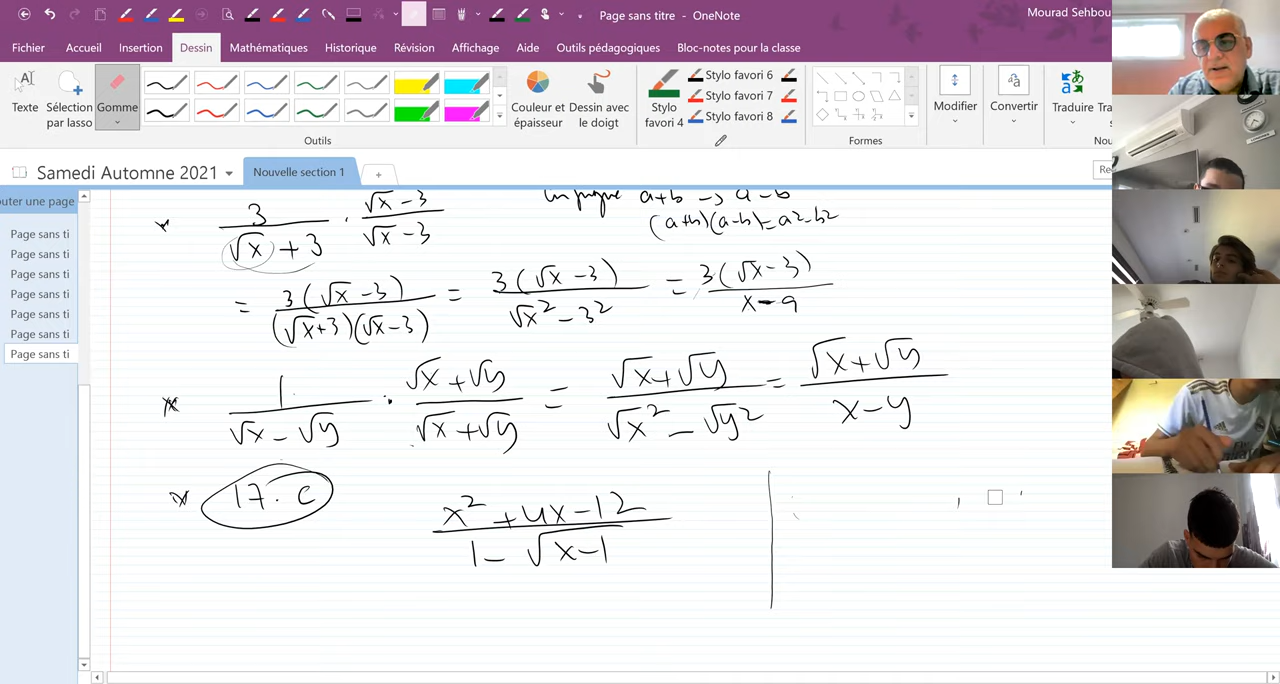 Page sans titre - OneNote
Mourad Sehbou
Fichier Accueil Insertion Dessin Mathématiques Historique Révision Affichage Aide Outils pédagogiques Bloc-notes pour la classe
Texte
Sélection par lasso
Gomme
Couleur et épaisseur
Dessin avec le doigt
Stylo favori 4
Stylo favori 6
Stylo favori 7
Stylo favori 8
Modifier
Convertir
Traduire
Outils
Formes
Samedi Automne 2021
Nouvelle section 1
+
outer une page
Page sans ti
Page sans ti
Page sans ti
Page sans ti
Page sans ti
Page sans ti
Page sans ti
a+b → a-b
(a+b)(a-b) = a²-b²
3/(√x + 3) · (√x - 3)/(√x - 3)
= 3(√x - 3)/((√x+3)(√x-3)) = 3(√x - 3)/(√x² - 3²) = 3(√x - 3)/(x - 9)
1/(√x - √y) · (√x + √y)/(√x + √y) = (√x + √y)/(√x² - √y²) = (√x + √y)/(x - y)
17. c
(x² + 4x - 12)/(1 - √(x-1))